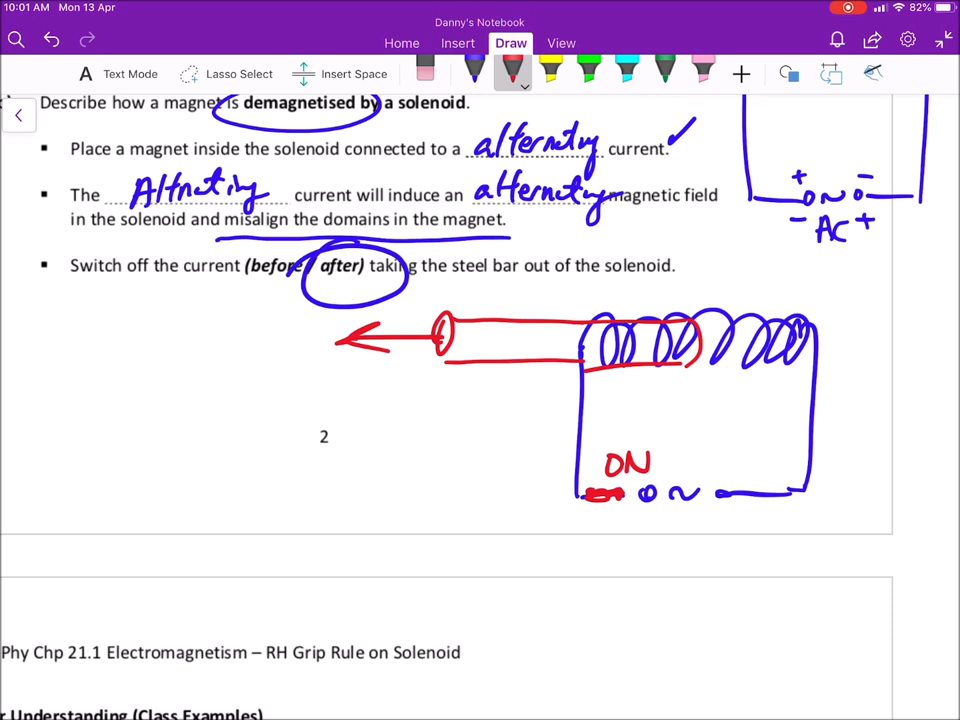 10:01 AM Mon 13 Apr
82%
Danny's Notebook
Home Insert Draw View
A Text Mode Lasso Select Insert Space
Describe how a magnet is demagnetised by a solenoid.
▪ Place a magnet inside the solenoid connected to a alternating current. ✓
▪ The Altnating current will induce an alternating magnetic field
in the solenoid and misalign the domains in the magnet.
+ ~ −
− AC +
▪ Switch off the current (before / after) taking the steel bar out of the solenoid.
ON
~
2
Phy Chp 21.1 Electromagnetism – RH Grip Rule on Solenoid
r Understanding (Class Examples)